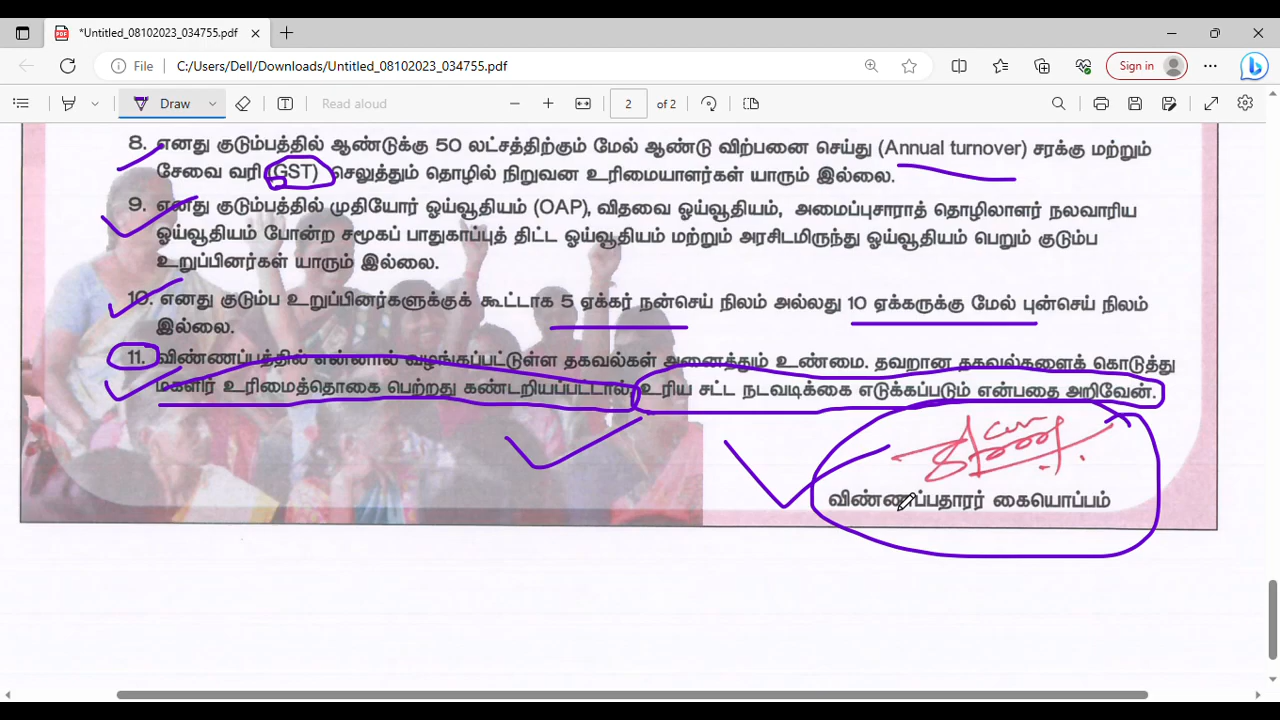 *Untitled_08102023_034755.pdf
File C:/Users/Dell/Downloads/Untitled_08102023_034755.pdf Sign in
Draw Read aloud 2 of 2
8. எனது குடும்பத்தில் ஆண்டுக்கு 50 லட்சத்திற்கும் மேல் ஆண்டு விற்பனை செய்து (Annual turnover) சரக்கு மற்றும்
சேவை வரி (GST) செலுத்தும் தொழில் நிறுவன உரிமையாளர்கள் யாரும் இல்லை.
9. எனது குடும்பத்தில் முதியோர் ஓய்வூதியம் (OAP), விதவை ஓய்வூதியம், அமைப்புசாராத் தொழிலாளர் நலவாரிய
ஓய்வூதியம் போன்ற சமூகப் பாதுகாப்புத் திட்ட ஓய்வூதியம் மற்றும் அரசிடமிருந்து ஓய்வூதியம் பெறும் குடும்ப
உறுப்பினர்கள் யாரும் இல்லை.
10. எனது குடும்ப உறுப்பினர்களுக்குக் கூட்டாக 5 ஏக்கர் நன்செய் நிலம் அல்லது 10 ஏக்கருக்கு மேல் புன்செய் நிலம்
இல்லை.
11. விண்ணப்பத்தில் என்னால் வழங்கப்பட்டுள்ள தகவல்கள் அனைத்தும் உண்மை. தவறான தகவல்களைக் கொடுத்து
மகளிர் உரிமைத்தொகை பெற்றது கண்டறியப்பட்டால் உரிய சட்ட நடவடிக்கை எடுக்கப்படும் என்பதை அறிவேன்.
விண்ணப்பதாரர் கையொப்பம்